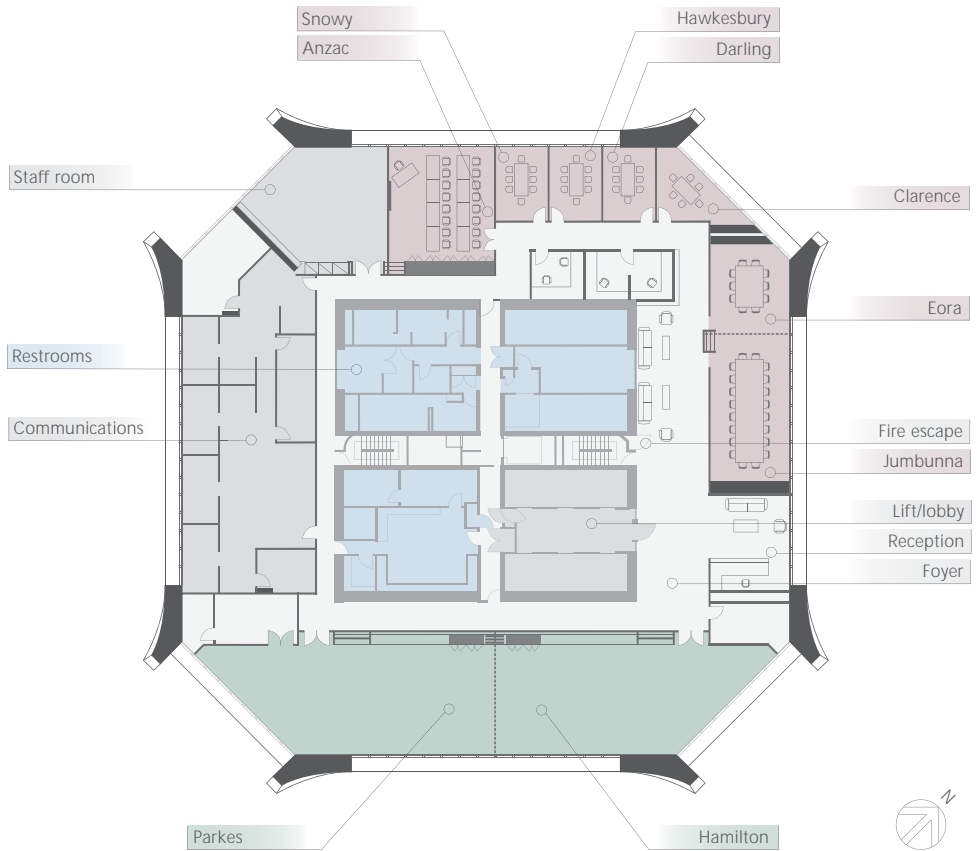 Snowy
Hawkesbury
Anzac
Darling
Staff room
Clarence
Eora
Restrooms
Communications
Fire escape
Jumbunna
Lift/lobby
Reception
Foyer
N
Parkes
Hamilton